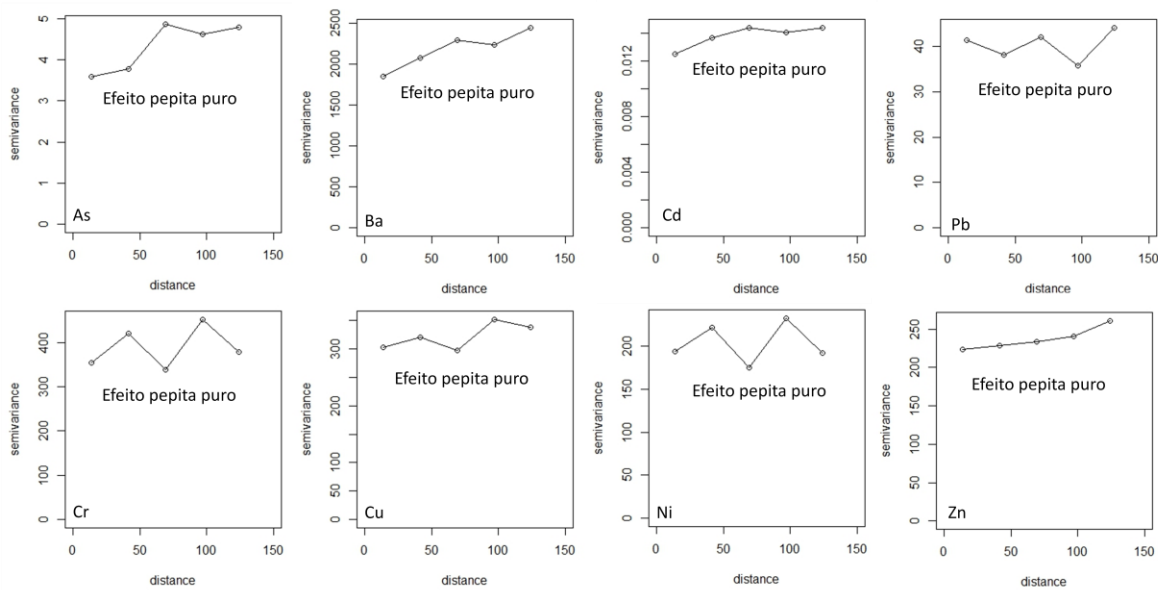 5
4
3
2
1
0
semivariance
Efeito pepita puro
As
0
50
100
150
distance
2500
2000
1500
1000
500
0
semivariance
Efeito pepita puro
Ba
0
50
100
150
distance
0.012
0.008
0.004
0.000
semivariance
Efeito pepita puro
Cd
0
50
100
150
distance
40
30
20
10
0
semivariance
Efeito pepita puro
Pb
0
50
100
150
distance
400
300
200
100
0
semivariance
Efeito pepita puro
Cr
0
50
100
150
distance
300
200
100
50
0
semivariance
Efeito pepita puro
Cu
0
50
100
150
distance
200
150
100
50
0
semivariance
Efeito pepita puro
Ni
0
50
100
150
distance
250
200
150
100
50
0
semivariance
Efeito pepita puro
Zn
0
50
100
150
distance